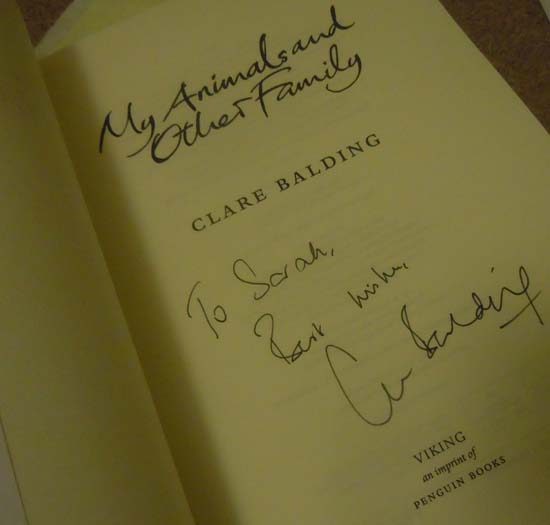 My Animals and
Other Family
CLARE BALDING
To Sarah,
Best wishes,
Clare Balding
VIKING
an imprint of
PENGUIN BOOKS